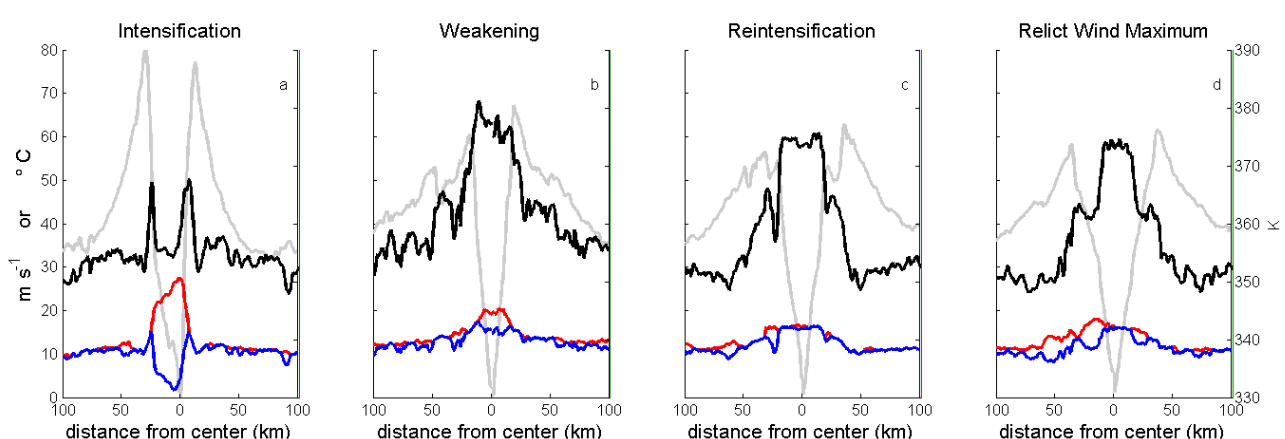 Intensification Weakening Reintensification Relict Wind Maximum
80 390
a b c d
70 380
60
° C
50 370
or
40 360 K
m s-1
30 350
20
10 340
0 330
100 50 0 50 100 100 50 0 50 100 100 50 0 50 100 100 50 0 50 100
distance from center (km) distance from center (km) distance from center (km) distance from center (km)